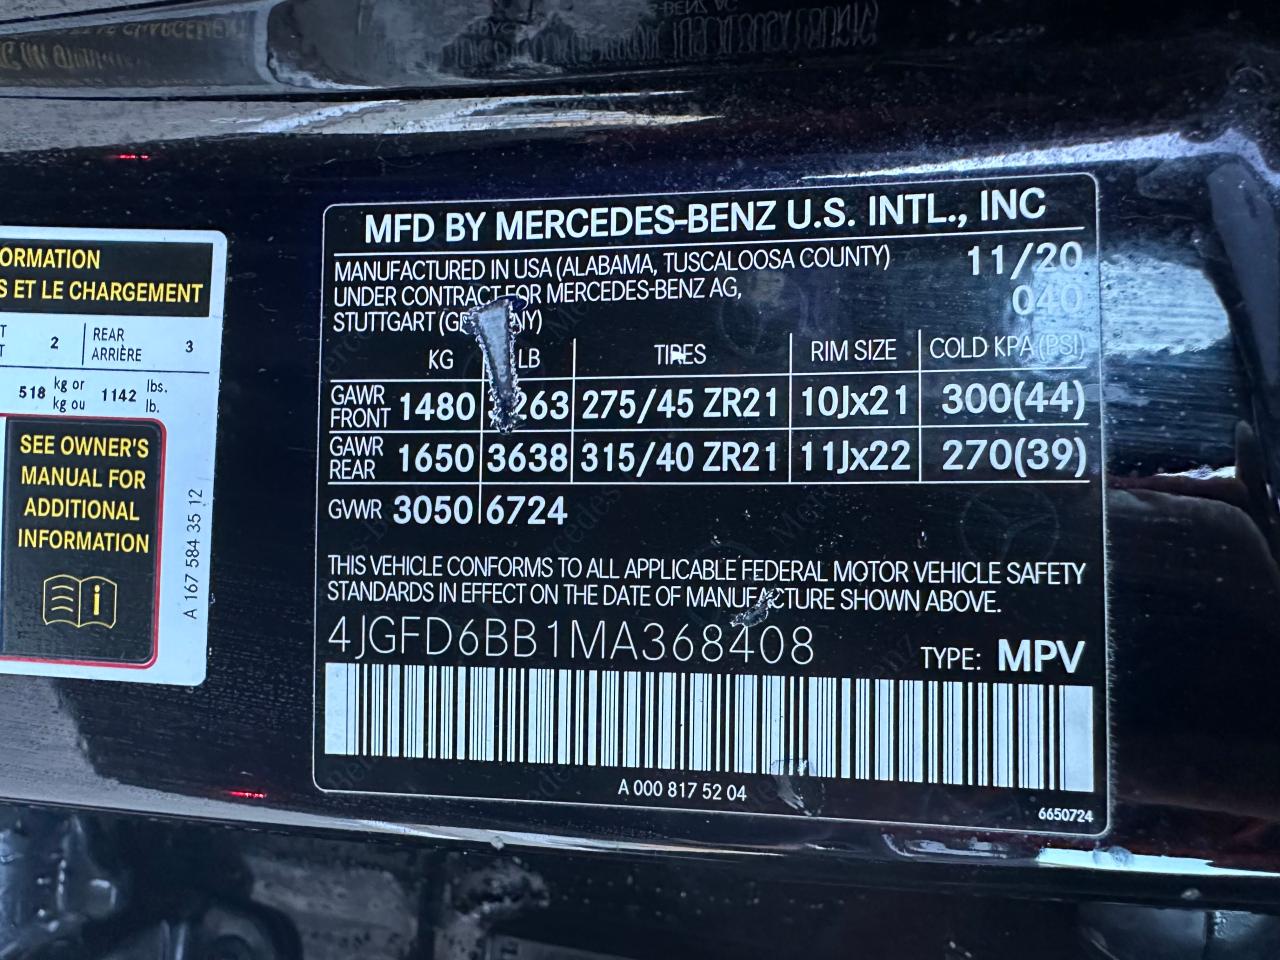 ORMATION
S ET LE CHARGEMENT
T 2 REAR 3
T ARRIÈRE
518 kg or 1142 lbs.
kg ou lb.
SEE OWNER'S
MANUAL FOR
ADDITIONAL
INFORMATION
i
A 167 584 35 12
MFD BY MERCEDES-BENZ U.S. INTL., INC
MANUFACTURED IN USA (ALABAMA, TUSCALOOSA COUNTY) 11/20
UNDER CONTRACT FOR MERCEDES-BENZ AG, 040
STUTTGART (GE NY)
KG LB TIRES RIM SIZE COLD KPA(PSI)
GAWR FRONT 1480 263 275/45 ZR21 10Jx21 300(44)
GAWR REAR 1650 3638 315/40 ZR21 11Jx22 270(39)
GVWR 3050 6724
THIS VEHICLE CONFORMS TO ALL APPLICABLE FEDERAL MOTOR VEHICLE SAFETY
STANDARDS IN EFFECT ON THE DATE OF MANUFACTURE SHOWN ABOVE.
4JGFD6BB1MA368408 TYPE: MPV
A 000 817 52 04
6650724